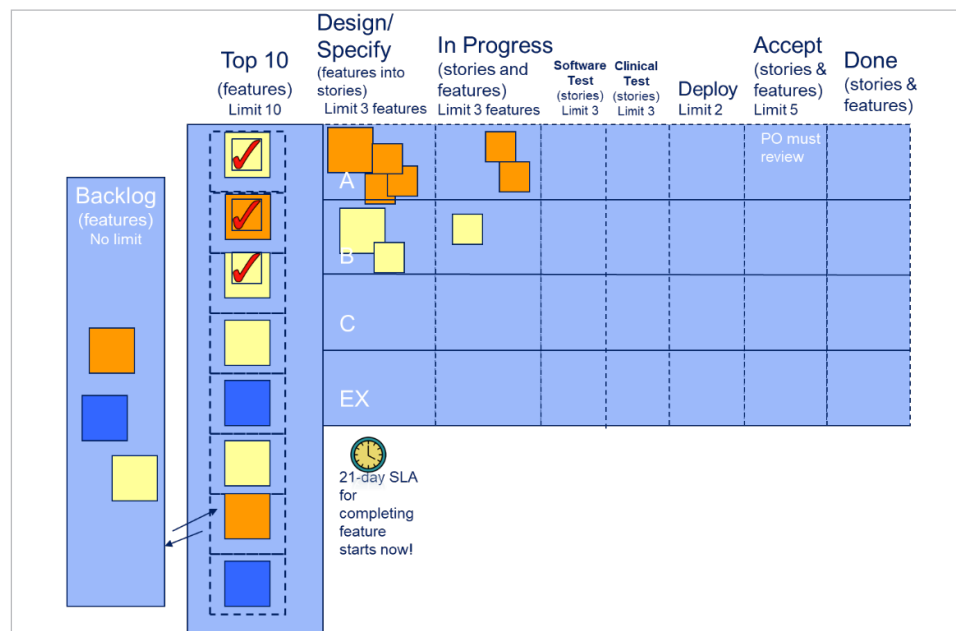 Backlog
(features)
No limit
Top 10
(features)
Limit 10
Design/
Specify
(features into
stories)
Limit 3 features
In Progress
(stories and
features)
Limit 3 features
Software
Test
(stories)
Limit 3
Clinical
Test
(stories)
Limit 3
Deploy
Limit 2
Accept
(stories &
features)
Limit 5
Done
(stories &
features)
PO must
review
A
B
C
EX
21-day SLA
for
completing
feature
starts now!